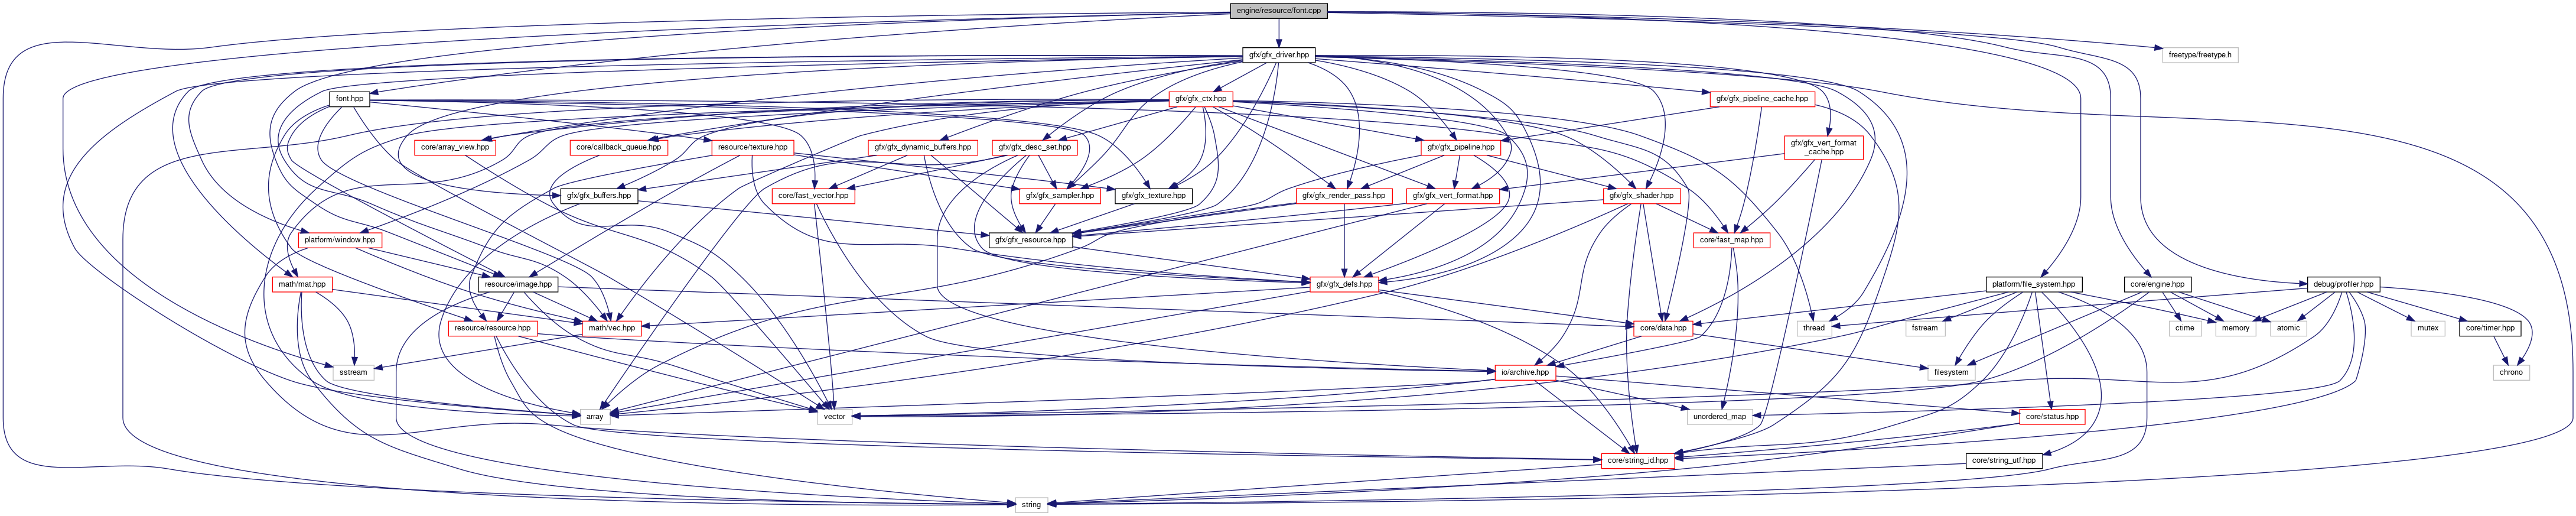 engine/resource/font.cpp
gfx/gfx_driver.hpp
freetype/freetype.h
font.hpp
gfx/gfx_ctx.hpp
gfx/gfx_pipeline_cache.hpp
core/array_view.hpp
core/callback_queue.hpp
resource/texture.hpp
gfx/gfx_dynamic_buffers.hpp
gfx/gfx_desc_set.hpp
gfx/gfx_pipeline.hpp
gfx/gfx_vert_format
_cache.hpp
gfx/gfx_buffers.hpp
core/fast_vector.hpp
gfx/gfx_sampler.hpp
gfx/gfx_texture.hpp
gfx/gfx_render_pass.hpp
gfx/gfx_vert_format.hpp
gfx/gfx_shader.hpp
platform/window.hpp
gfx/gfx_resource.hpp
core/fast_map.hpp
math/mat.hpp
resource/image.hpp
gfx/gfx_defs.hpp
platform/file_system.hpp
core/engine.hpp
debug/profiler.hpp
resource/resource.hpp
math/vec.hpp
core/data.hpp
thread
fstream
ctime
memory
atomic
mutex
core/timer.hpp
sstream
io/archive.hpp
filesystem
chrono
array
vector
unordered_map
core/status.hpp
core/string_id.hpp
core/string_utf.hpp
string